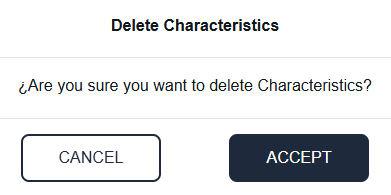 Delete Characteristics
¿Are you sure you want to delete Characteristics?
CANCEL
ACCEPT